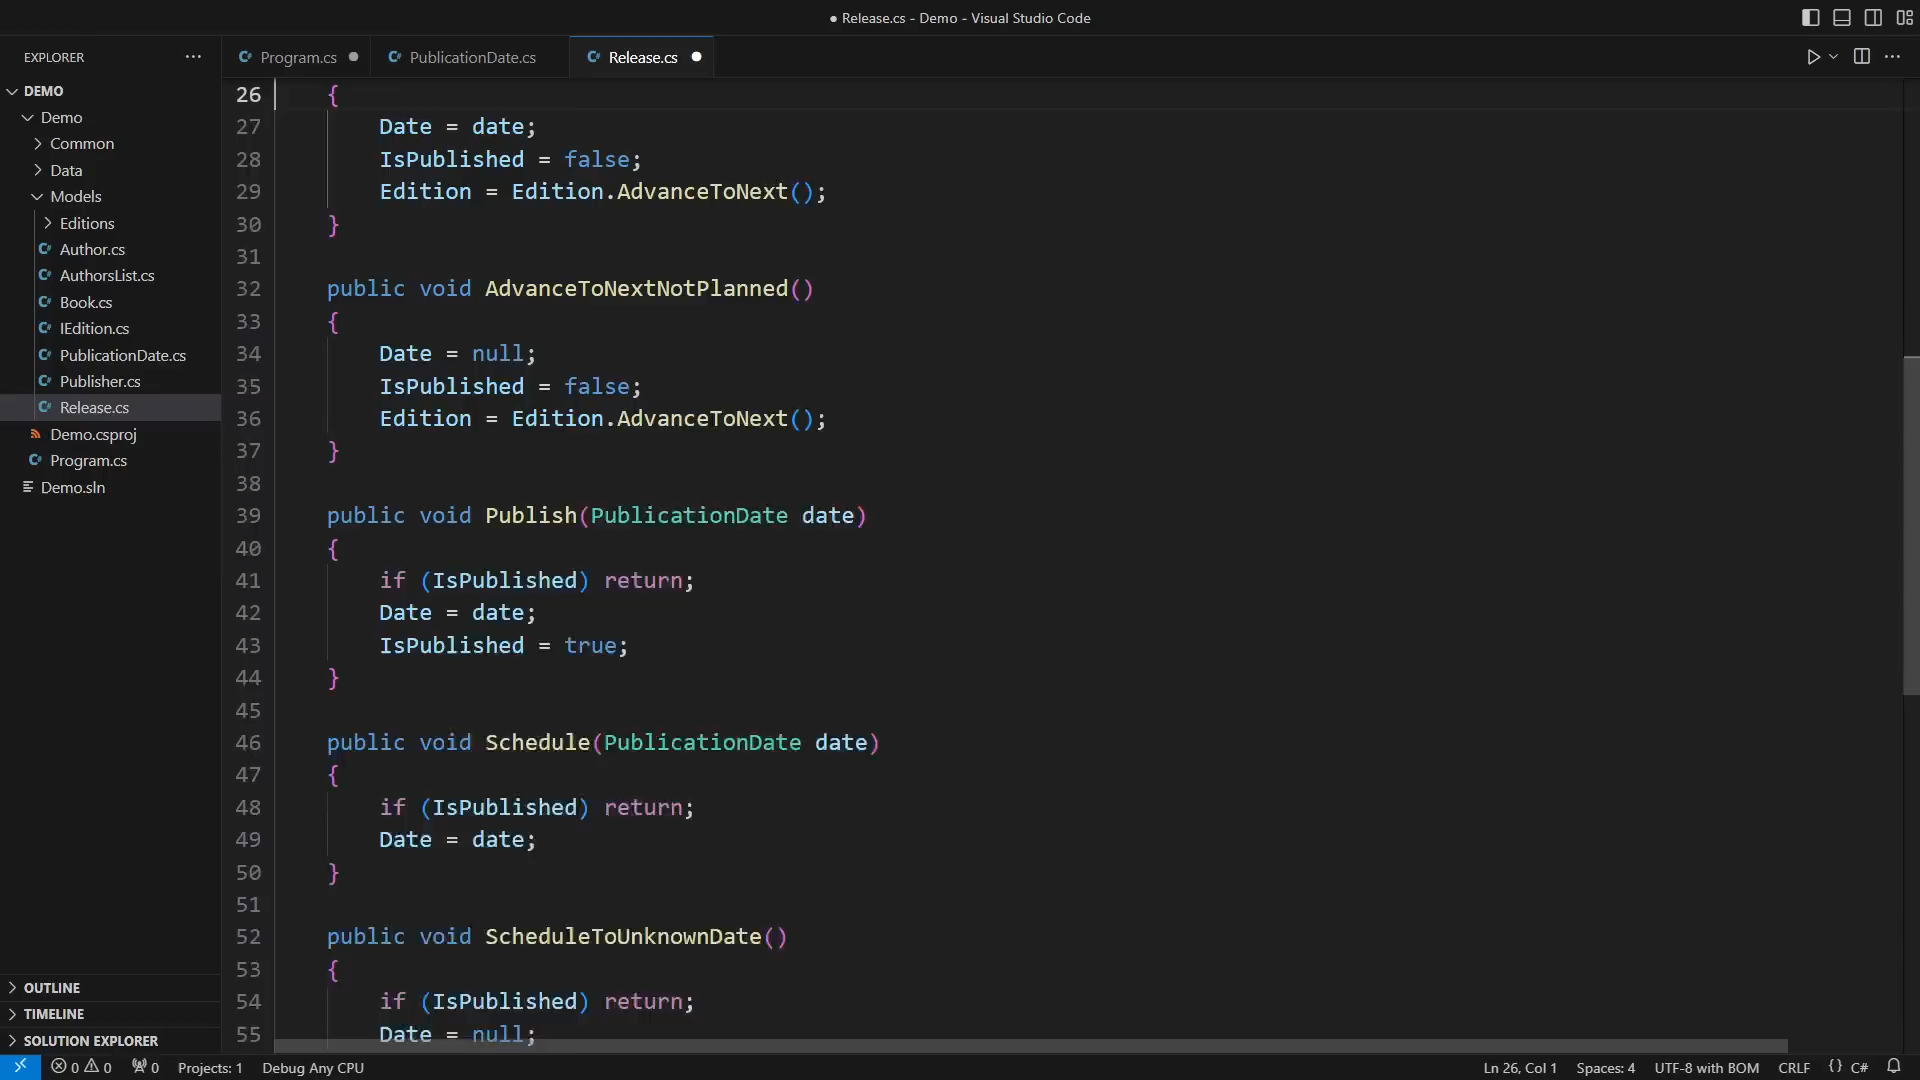 ● Release.cs - Demo - Visual Studio Code
EXPLORER
Program.cs
PublicationDate.cs
Release.cs
DEMO
Demo
Common
Data
Models
Editions
Author.cs
AuthorsList.cs
Book.cs
IEdition.cs
PublicationDate.cs
Publisher.cs
Release.cs
Demo.csproj
Program.cs
Demo.sln
OUTLINE
TIMELINE
SOLUTION EXPLORER
26 {
27 Date = date;
28 IsPublished = false;
29 Edition = Edition.AdvanceToNext();
30 }
31
32 public void AdvanceToNextNotPlanned()
33 {
34 Date = null;
35 IsPublished = false;
36 Edition = Edition.AdvanceToNext();
37 }
38
39 public void Publish(PublicationDate date)
40 {
41 if (IsPublished) return;
42 Date = date;
43 IsPublished = true;
44 }
45
46 public void Schedule(PublicationDate date)
47 {
48 if (IsPublished) return;
49 Date = date;
50 }
51
52 public void ScheduleToUnknownDate()
53 {
54 if (IsPublished) return;
55 Date = null;
0 0 0 Projects: 1 Debug Any CPU Ln 26, Col 1 Spaces: 4 UTF-8 with BOM CRLF {} C#